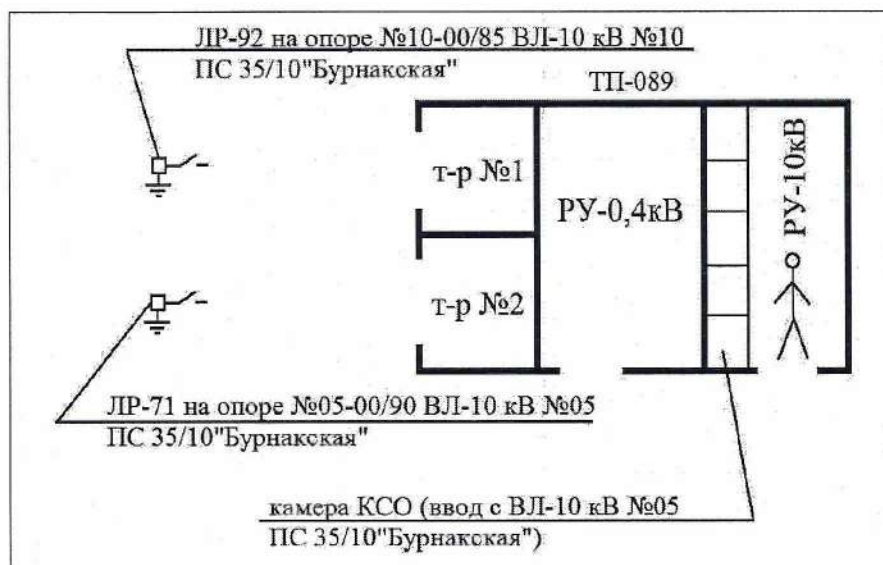 ЛР-92 на опоре №10-00/85 ВЛ-10 кВ №10
ПС 35/10"Бурнакская"
ТП-089
т-р №1
РУ-0,4кВ
РУ-10кВ
т-р №2
ЛР-71 на опоре №05-00/90 ВЛ-10 кВ №05
ПС 35/10"Бурнакская"
камера КСО (ввод с ВЛ-10 кВ №05
ПС 35/10"Бурнакская")